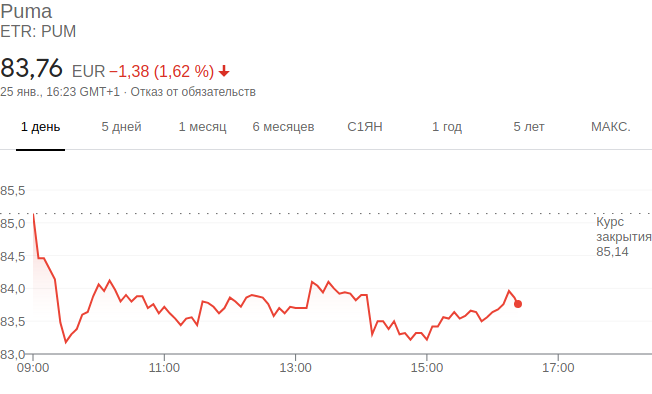 Puma
ETR: PUM
83,76 EUR −1,38 (1,62 %)
25 янв., 16:23 GMT+1 · Отказ от обязательств
1 день 5 дней 1 месяц 6 месяцев С1ЯН 1 год 5 лет МАКС.
85,5
85,0
84,5
84,0
83,5
83,0
Курс
закрытия
85,14
09:00 11:00 13:00 15:00 17:00